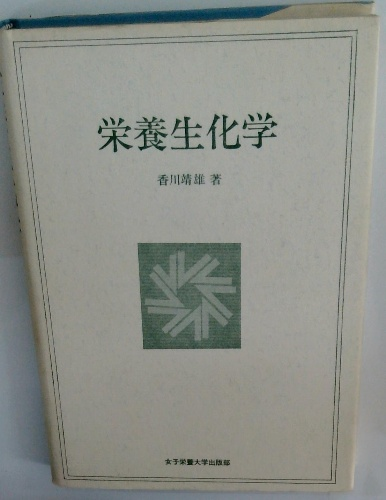 栄養生化学
香川靖雄 著
女子栄養大学出版部